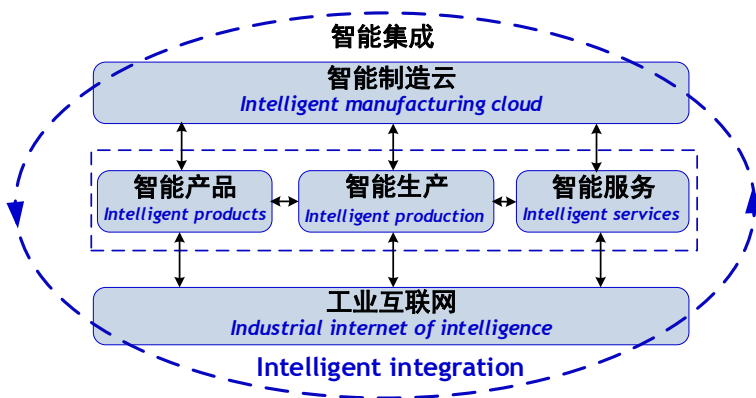 智能集成
智能制造云
Intelligent manufacturing cloud
智能产品
Intelligent products
智能生产
Intelligent production
智能服务
Intelligent services
工业互联网
Industrial internet of intelligence
Intelligent integration